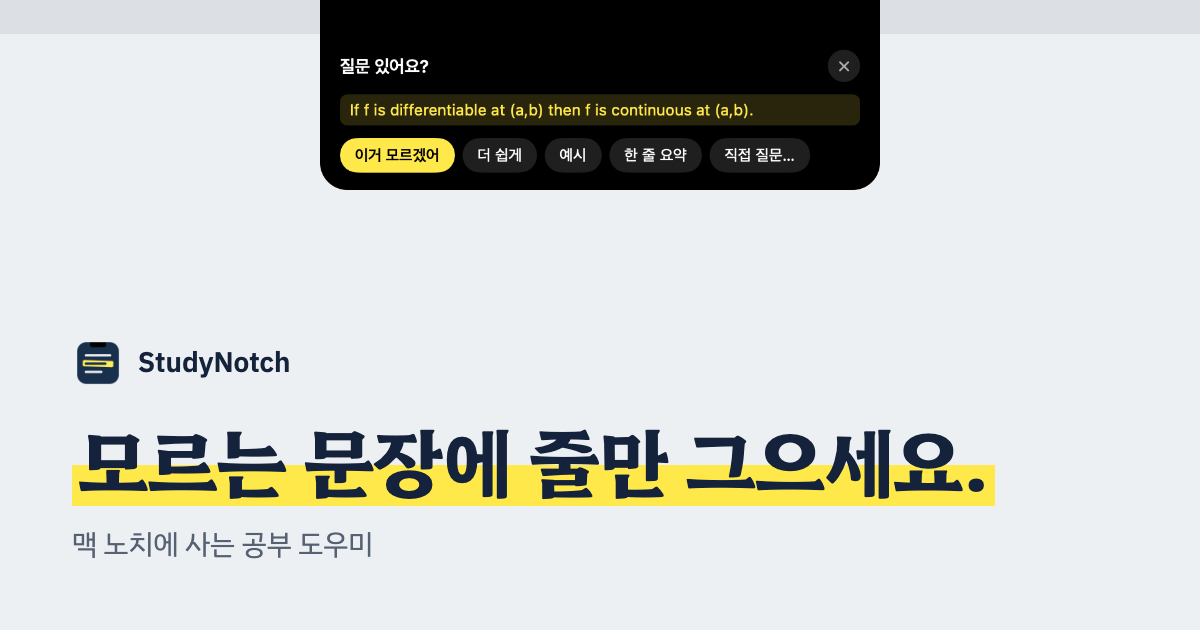 질문 있어요?
If f is differentiable at (a,b) then f is continuous at (a,b).
이거 모르겠어 더 쉽게 예시 한 줄 요약 직접 질문...
StudyNotch
모르는 문장에 줄만 그으세요.
맥 노치에 사는 공부 도우미